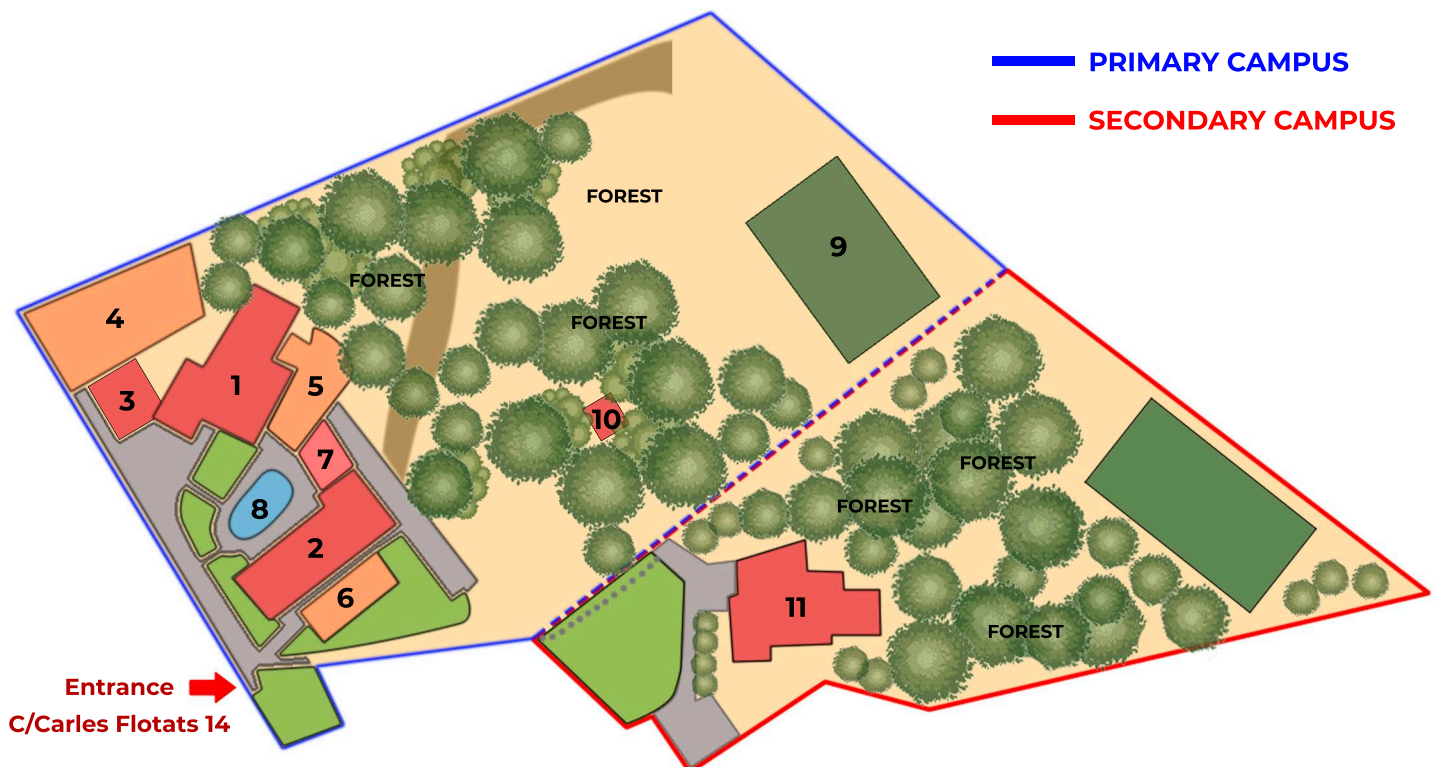 PRIMARY CAMPUS
SECONDARY CAMPUS
FOREST
9
FOREST
4
FOREST
1
5
3
10
7
FOREST
8
FOREST
2
6
11
FOREST
Entrance
C/Carles Flotats 14